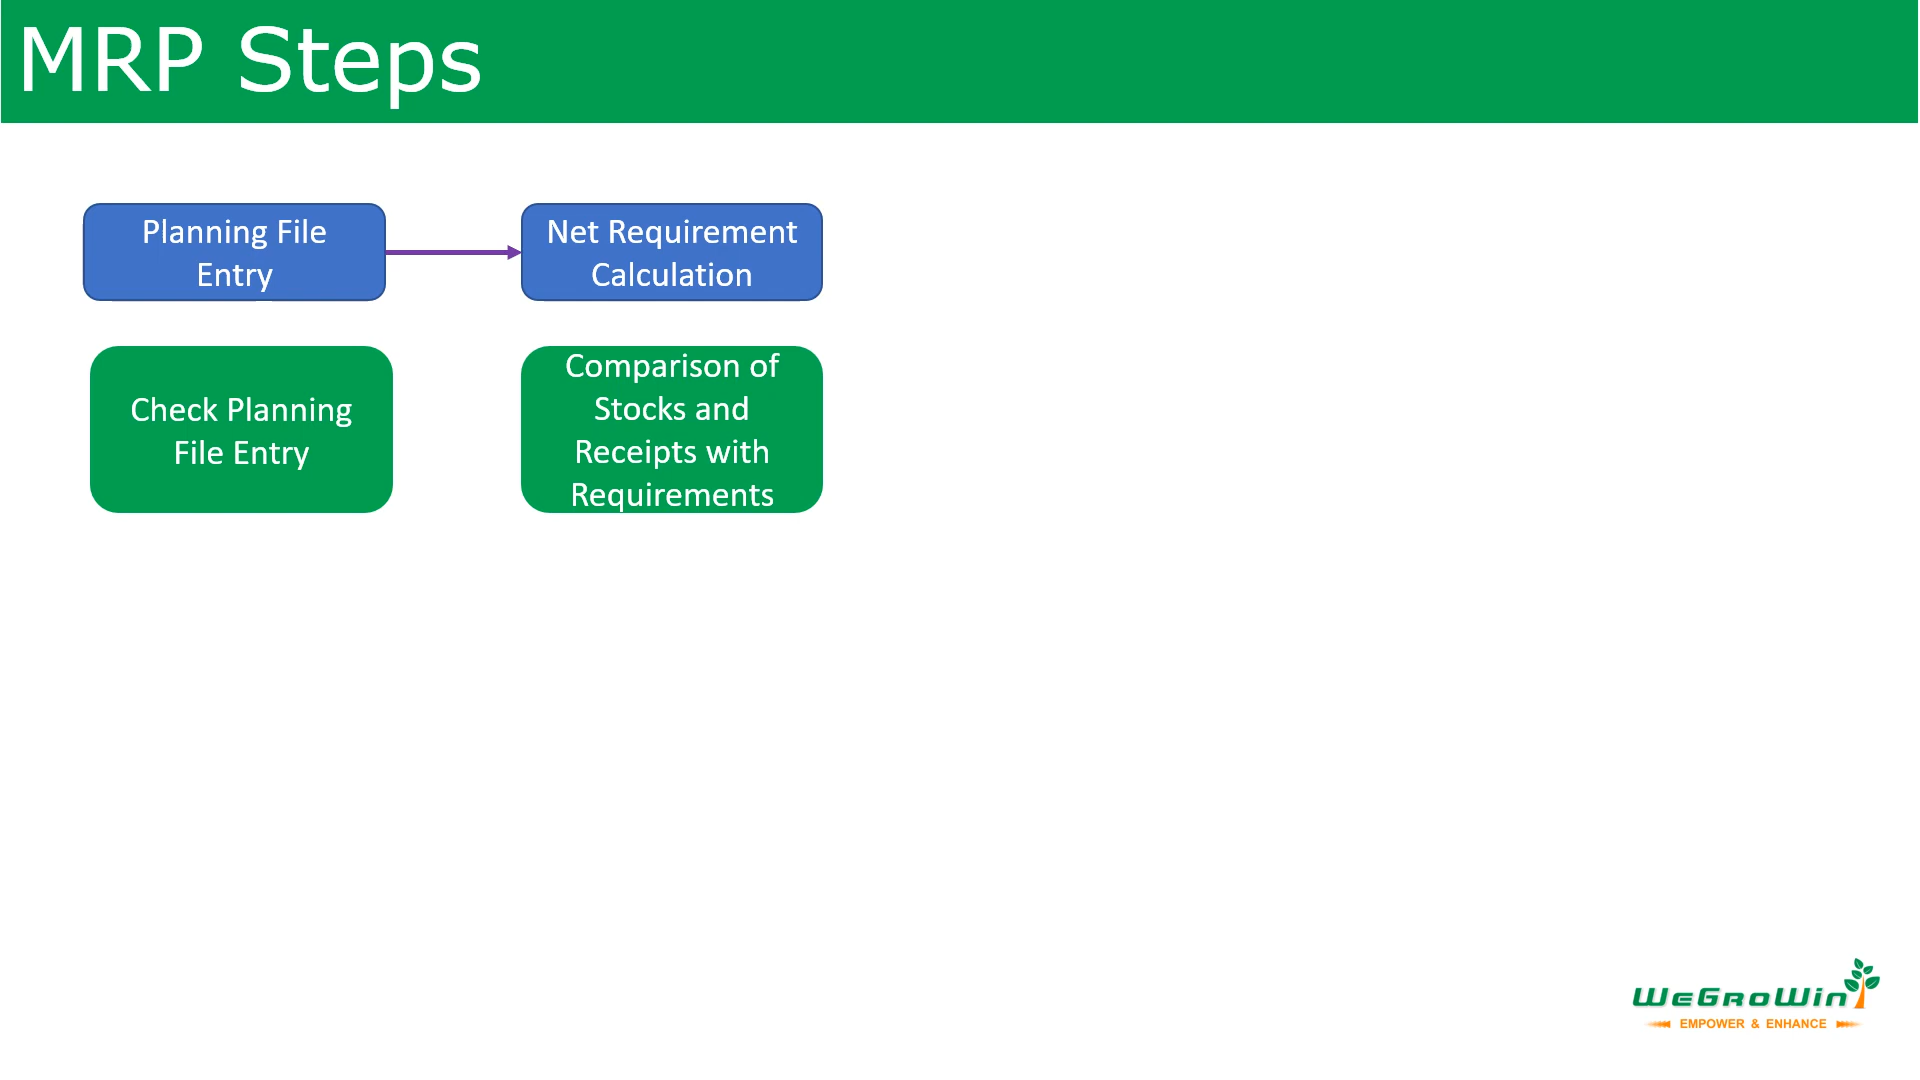 MRP Steps
Planning File
Entry
Net Requirement
Calculation
Check Planning
File Entry
Comparison of
Stocks and
Receipts with
Requirements
WeGroWin
EMPOWER & ENHANCE